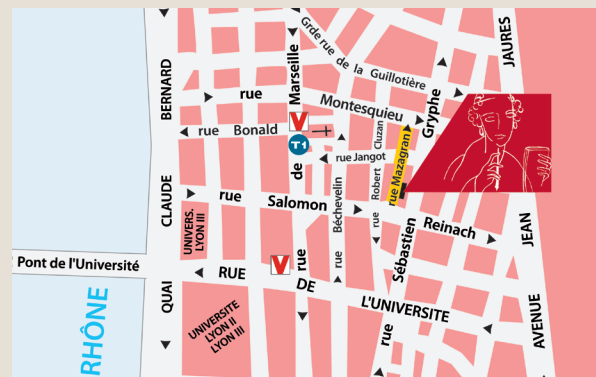 Grde rue de la Guillotière
JAURES
BERNARD
Marseille
rue Montesquieu
Gryphe
V
rue Bonald
T1
Cluzan
rue Mazagran
rue Jangot
de
CLAUDE
rue Salomon
Béchevelin
Robert
rue
Reinach
JEAN
UNIVERS.
LYON III
Sébastien
Pont de l'Université
V
rue
rue
RUE DE L'UNIVERSITE
QUAI
RHÔNE
UNIVERSITE
LYON II
LYON III
rue
AVENUE